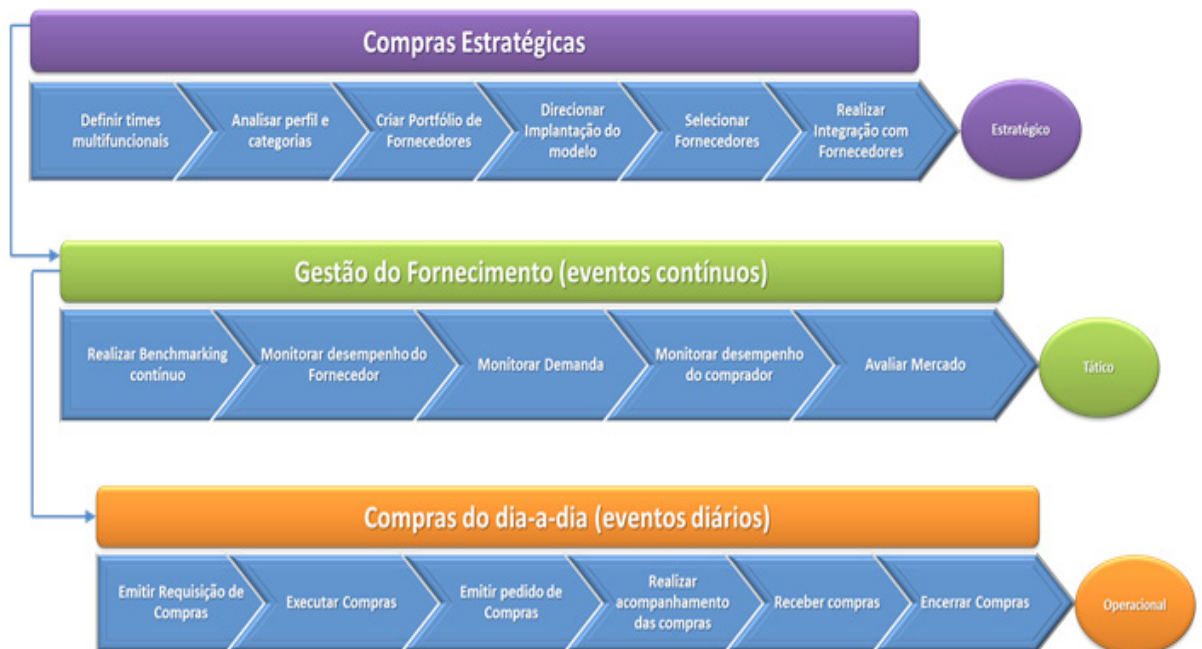 Compras Estratégicas
Definir times
multifuncionais
Analisar perfil e
categorias
Criar Portfólio de
Fornecedores
Direcionar
Implantação do
modelo
Selecionar
Fornecedores
Realizar
Integração com
Fornecedores
Estratégico
Gestão do Fornecimento (eventos contínuos)
Realizar Benchmarking
contínuo
Monitorar desempenho do
Fornecedor
Monitorar Demanda
Monitorar desempenho
do comprador
Avaliar Mercado
Tático
Compras do dia-a-dia (eventos diários)
Emitir Requisição de
Compras
Executar Compras
Emitir pedido de
Compras
Realizar
acompanhamento
das compras
Receber compras
Encerrar Compras
Operacional